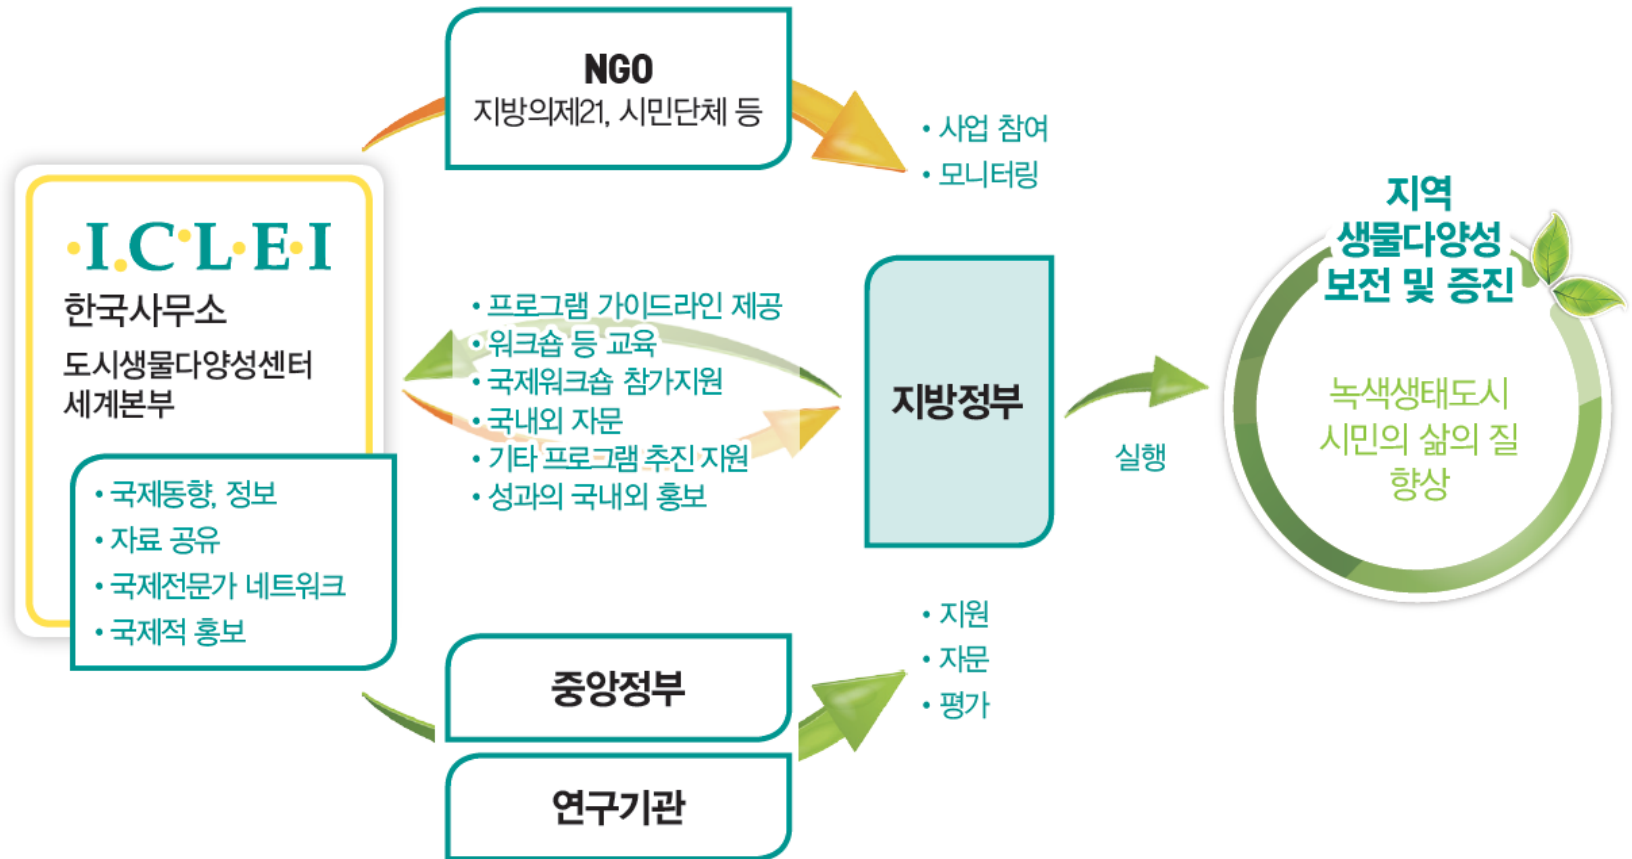 NGO
지방의제21, 시민단체 등
• 사업 참여
• 모니터링
I.C.L.E.I
한국사무소
도시생물다양성센터
세계본부
• 국제동향, 정보
• 자료 공유
• 국제전문가 네트워크
• 국제적 홍보
• 프로그램 가이드라인 제공
• 워크숍 등 교육
• 국제워크숍 참가지원
• 국내외 자문
• 기타 프로그램 추진 지원
• 성과의 국내외 홍보
지방정부
실행
지역
생물다양성
보전 및 증진
녹색생태도시
시민의 삶의 질
향상
중앙정부
연구기관
• 지원
• 자문
• 평가